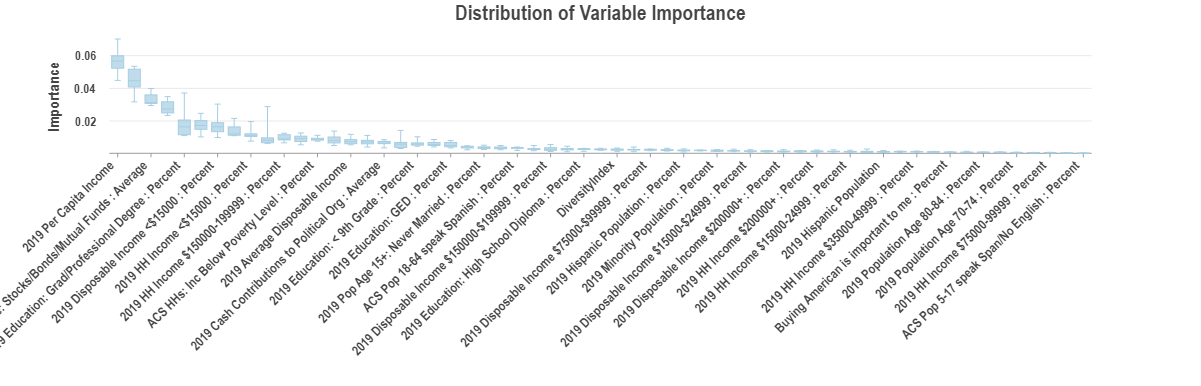 Distribution of Variable Importance
Importance
0.06
0.04
0.02
2019 Per Capita Income
: Stocks/Bonds/Mutual Funds : Average
Education: Grad/Professional Degree : Percent
2019 Disposable Income <$15000 : Percent
2019 HH Income <$15000 : Percent
2019 HH Income $150000-199999 : Percent
ACS HHs: Inc Below Poverty Level : Percent
2019 Average Disposable Income
2019 Cash Contributions to Political Org : Average
2019 Education: < 9th Grade : Percent
2019 Education: GED : Percent
2019 Pop Age 15+: Never Married : Percent
ACS Pop 18-64 speak Spanish : Percent
2019 Disposable Income $150000-$199999 : Percent
2019 Education: High School Diploma : Percent
DiversityIndex
2019 Disposable Income $75000-$99999 : Percent
2019 Hispanic Population : Percent
2019 Minority Population : Percent
2019 Disposable Income $15000-$24999 : Percent
2019 Disposable Income $200000+ : Percent
2019 HH Income $200000+ : Percent
2019 HH Income $15000-24999 : Percent
2019 Hispanic Population
2019 HH Income $35000-49999 : Percent
Buying American is important to me : Percent
2019 Population Age 80-84 : Percent
2019 Population Age 70-74 : Percent
2019 HH Income $75000-99999 : Percent
ACS Pop 5-17 speak Span/No English : Percent